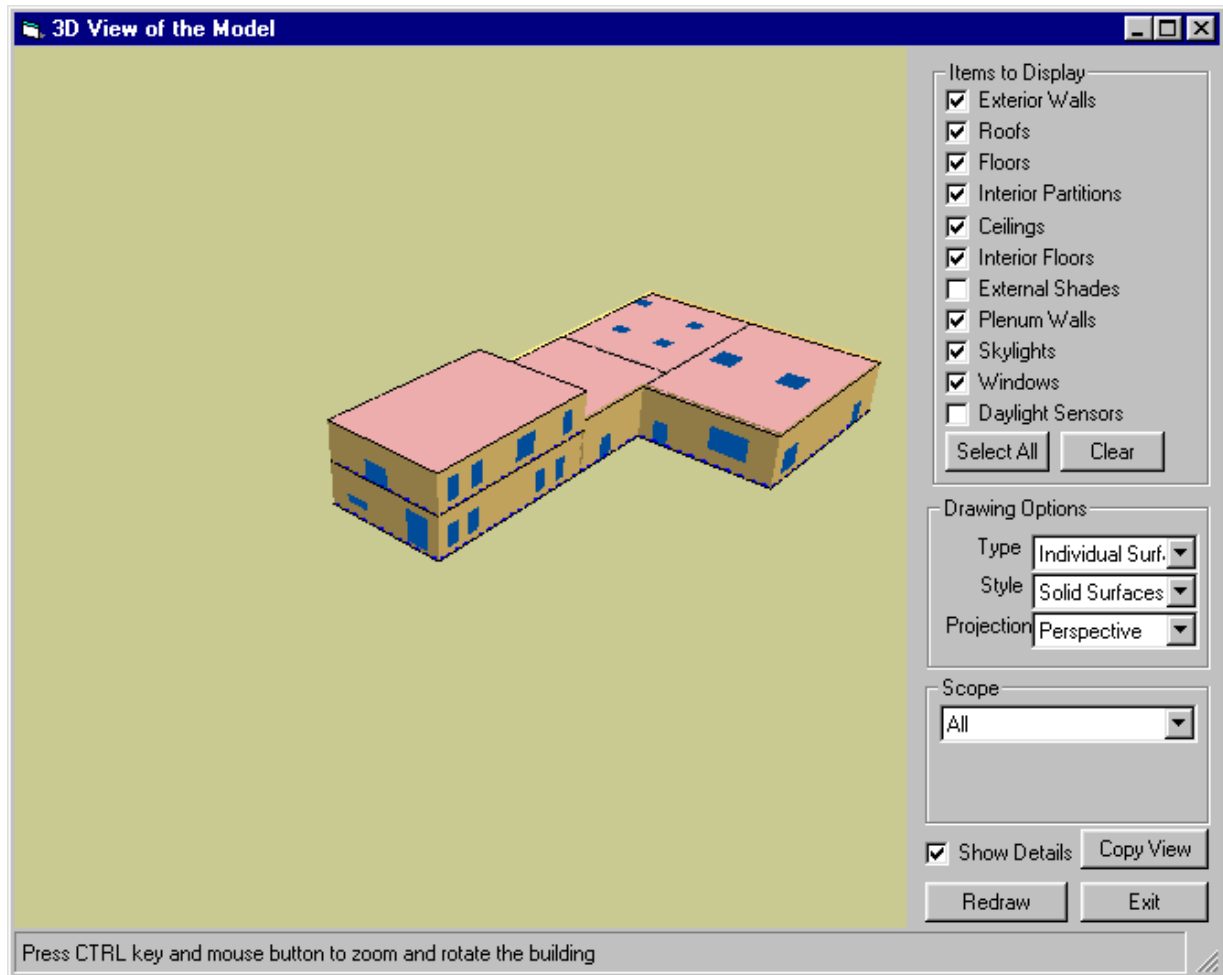 3D View of the Model
Items to Display
Exterior Walls
Roofs
Floors
Interior Partitions
Ceilings
Interior Floors
External Shades
Plenum Walls
Skylights
Windows
Daylight Sensors
Select All Clear
Drawing Options
Type Individual Surf.
Style Solid Surfaces
Projection Perspective
Scope
All
Show Details Copy View
Redraw Exit
Press CTRL key and mouse button to zoom and rotate the building